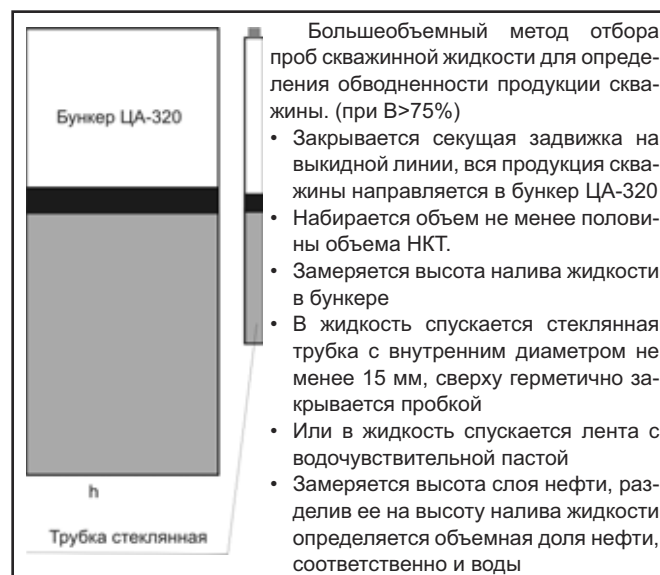 Бункер ЦА-320
h
Трубка стеклянная
Большеобъемный метод отбора
проб скважинной жидкости для опреде-
ления обводненности продукции сква-
жины. (при В>75%)
• Закрывается секущая задвижка на
выкидной линии, вся продукция сква-
жины направляется в бункер ЦА-320
• Набирается объем не менее полови-
ны объема НКТ.
• Замеряется высота налива жидкости
в бункере
• В жидкость спускается стеклянная
трубка с внутренним диаметром не
менее 15 мм, сверху герметично за-
крывается пробкой
• Или в жидкость спускается лента с
водочувствительной пастой
• Замеряется высота слоя нефти, раз-
делив ее на высоту налива жидкости
определяется объемная доля нефти,
соответственно и воды